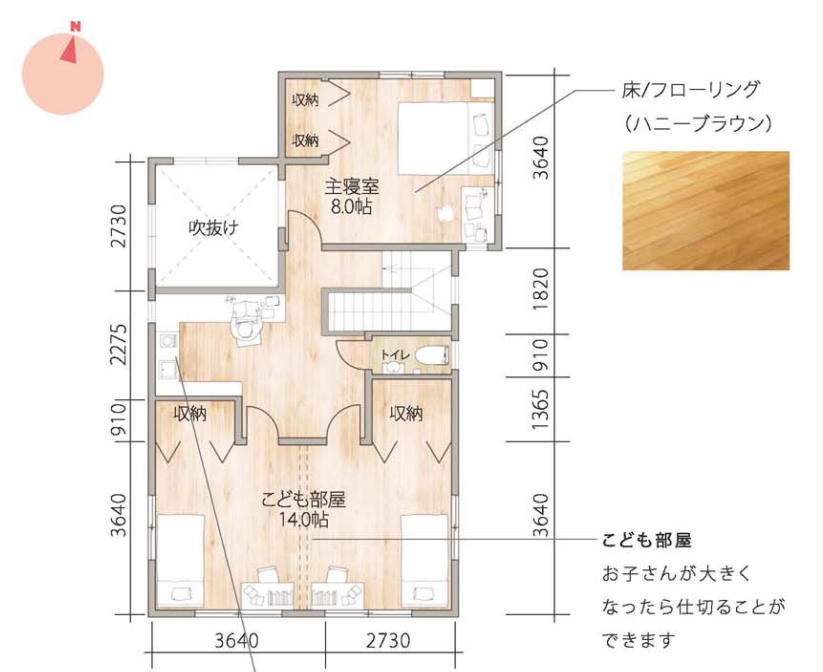 N
床/フローリング
（ハニーブラウン）
収納
収納
主寝室
8.0帖
吹抜け
トイレ
収納
収納
こども部屋
14.0帖
2730
2275
910
3640
3640
1820
910
1365
3640
3640
2730
こども部屋
お子さんが大きく
なったら仕切ることが
できます